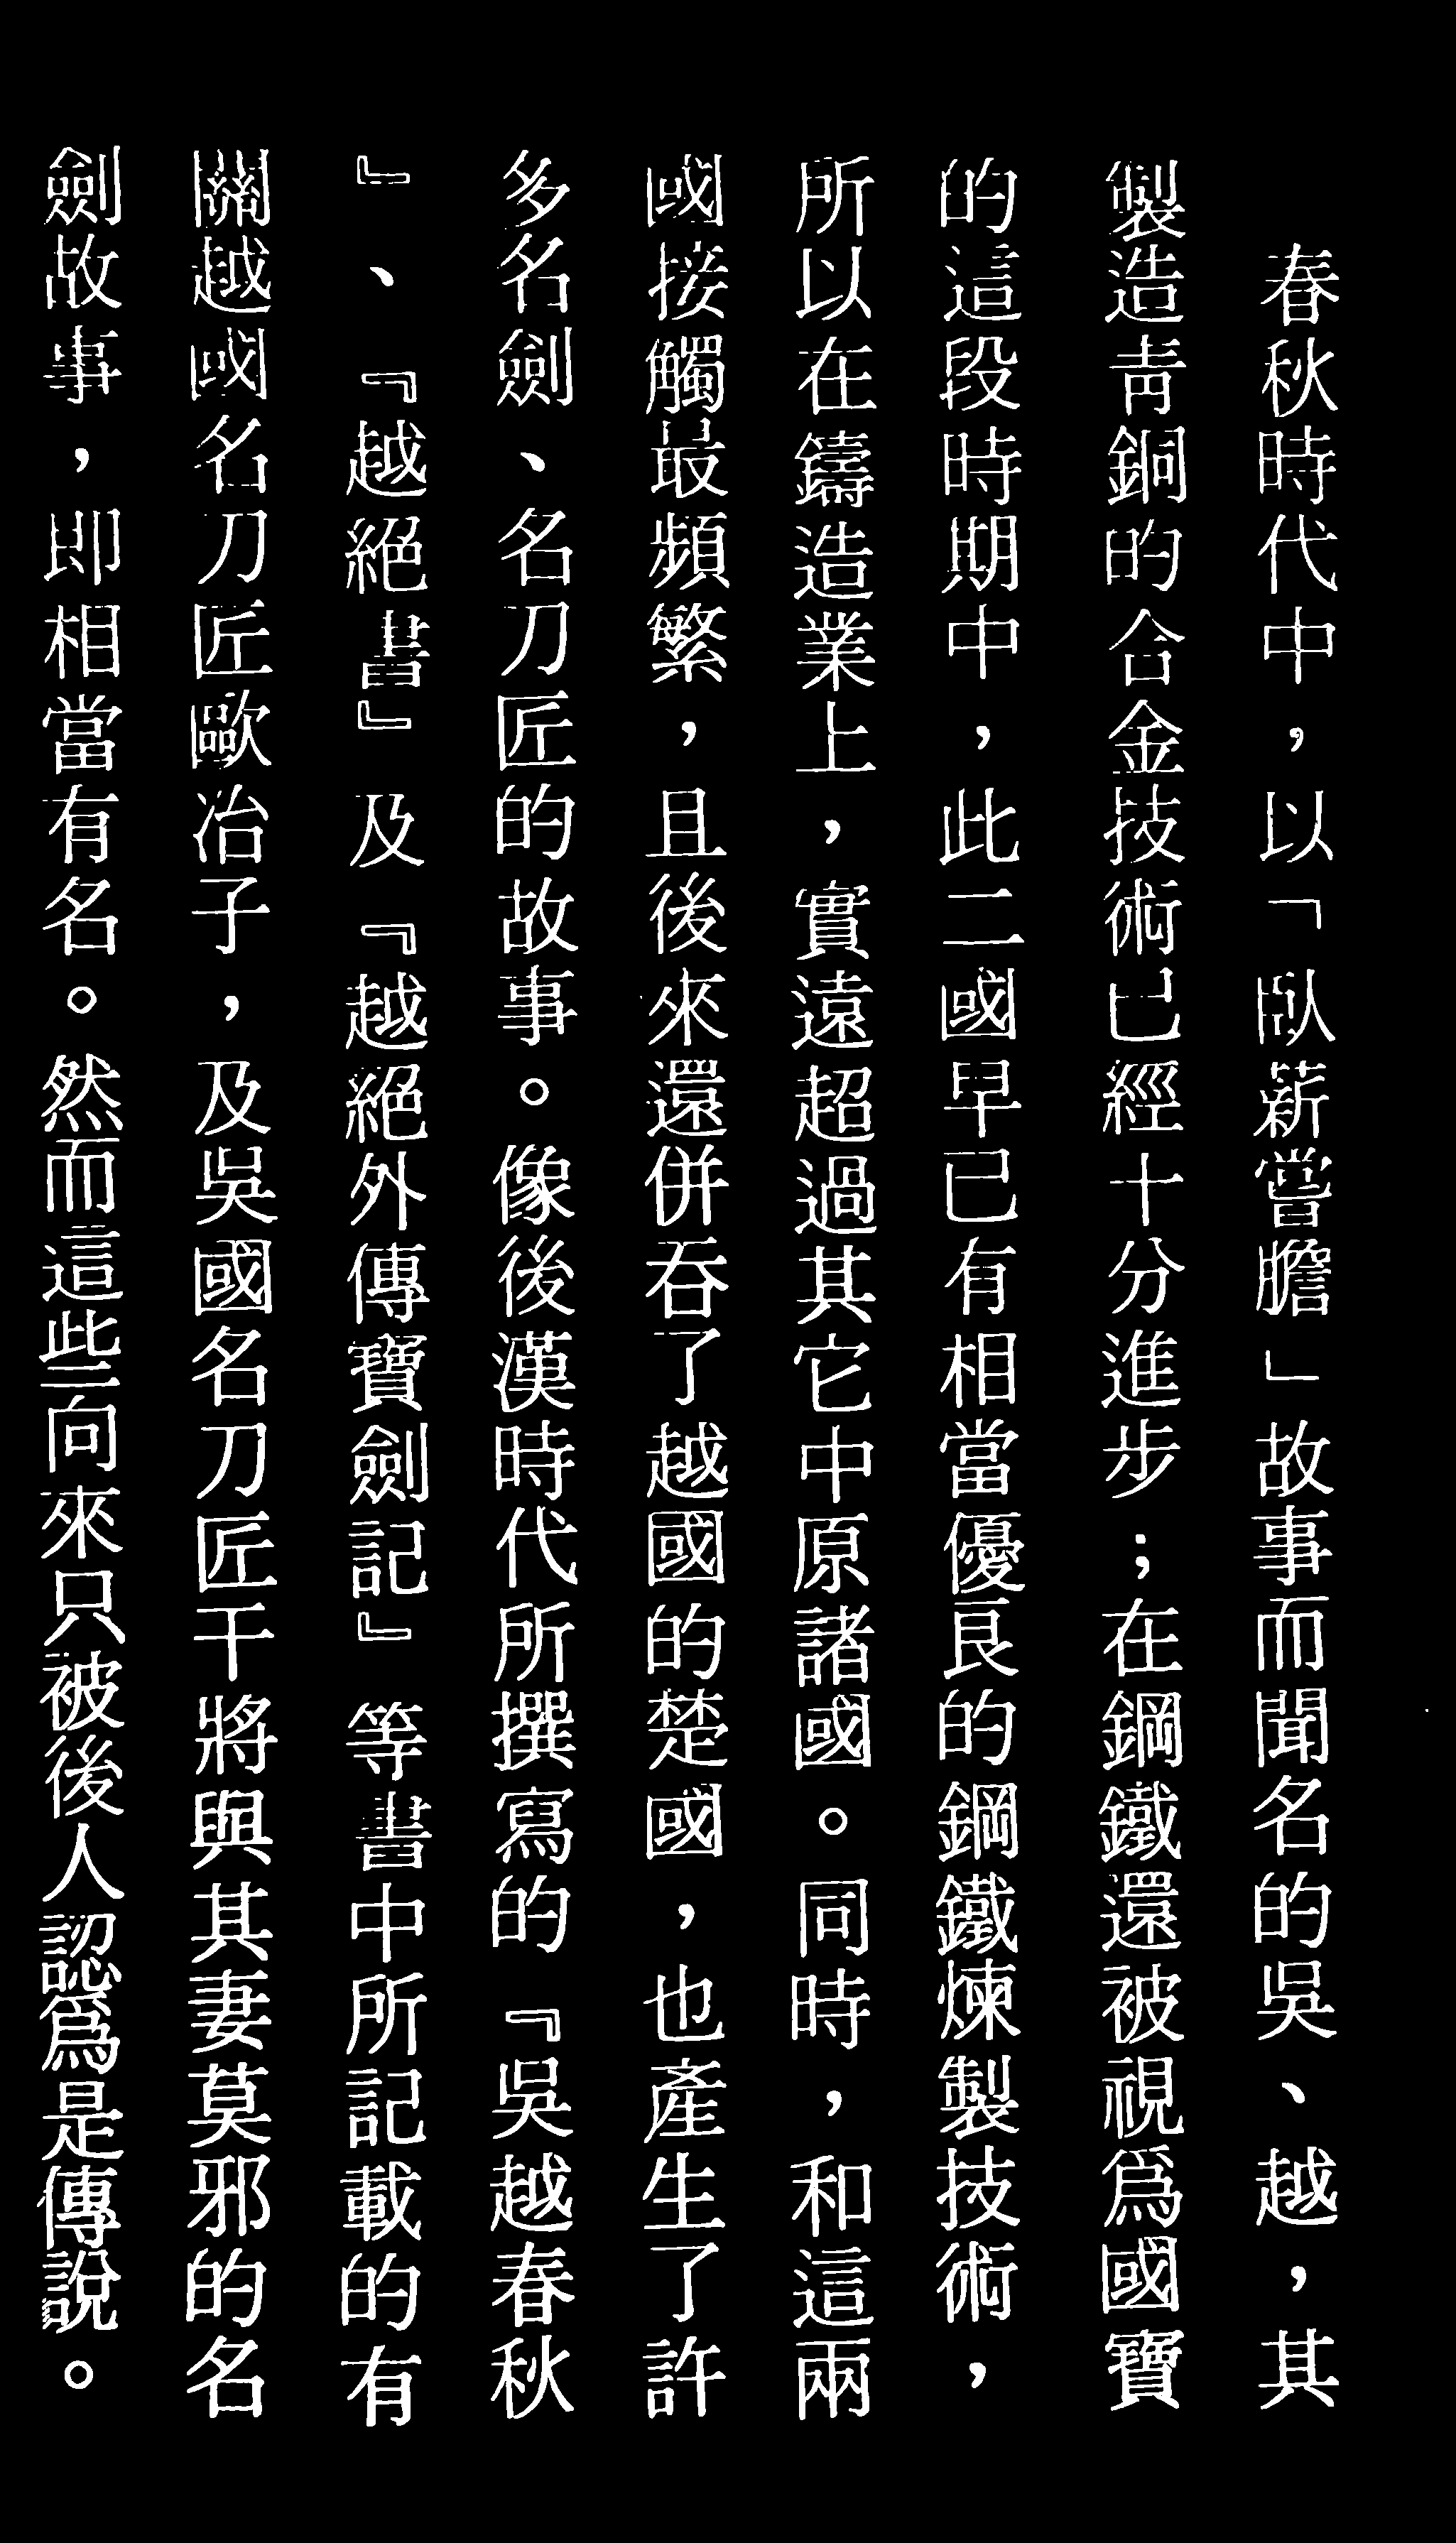 春秋時代中，以「臥薪嘗膽」故事而聞名的吳、越，其
製造靑銅的合金技術已經十分進步；在鋼鐵還被視爲國寶
的這段時期中，此二國早已有相當優良的鋼鐵煉製技術，
所以在鑄造業上，實遠超過其它中原諸國。同時，和這兩
國接觸最頻繁，且後來還併吞了越國的楚國，也產生了許
多名劍、名刀匠的故事。像後漢時代所撰寫的『吳越春秋
』、『越絕書』及『越絕外傳寶劍記』等書中所記載的有
關越國名刀匠歐冶子，及吳國名刀匠干將與其妻莫邪的名
劍故事，即相當有名。然而這些向來只被後人認爲是傳說。